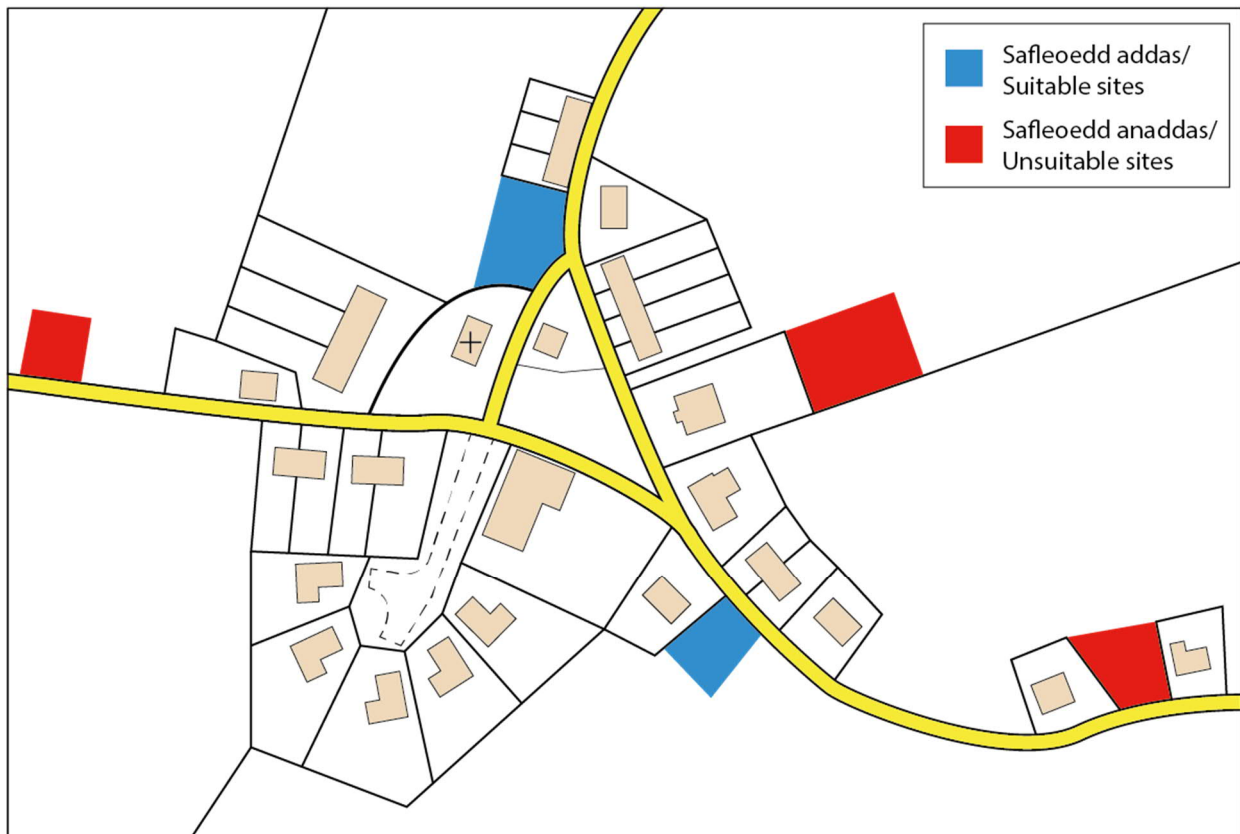 Safleoedd addas/
Suitable sites
Safleoedd anaddas/
Unsuitable sites